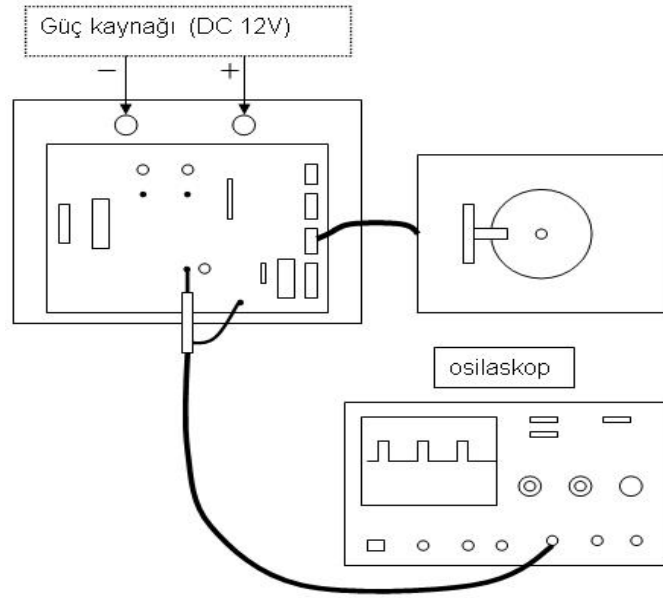 Güç kaynağı (DC 12V)
– +
osilaskop